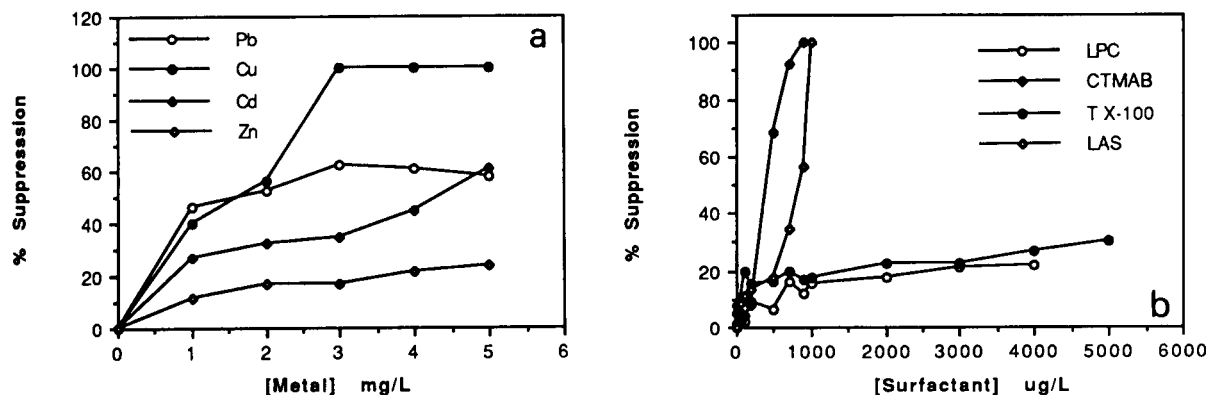 a
120
100
80
60
40
20
0
% Suppresssion
Pb
Cu
Cd
Zn
0 1 2 3 4 5 6
[Metal] mg/L
b
100
80
60
40
20
0
% Suppression
LPC
CTMAB
TX-100
LAS
0 1000 2000 3000 4000 5000 6000
[Surfactant] ug/L